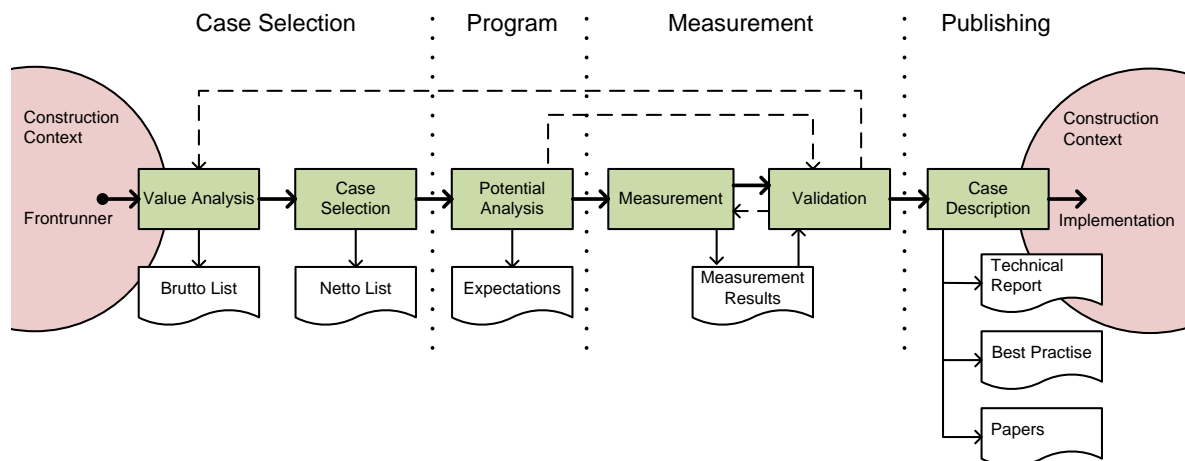 Case Selection
Program
Measurement
Publishing
Construction
Context
Construction
Context
Frontrunner
Value Analysis
Case
Selection
Potential
Analysis
Measurement
Validation
Case
Description
Implementation
Brutto List
Netto List
Expectations
Measurement
Results
Technical
Report
Best Practise
Papers